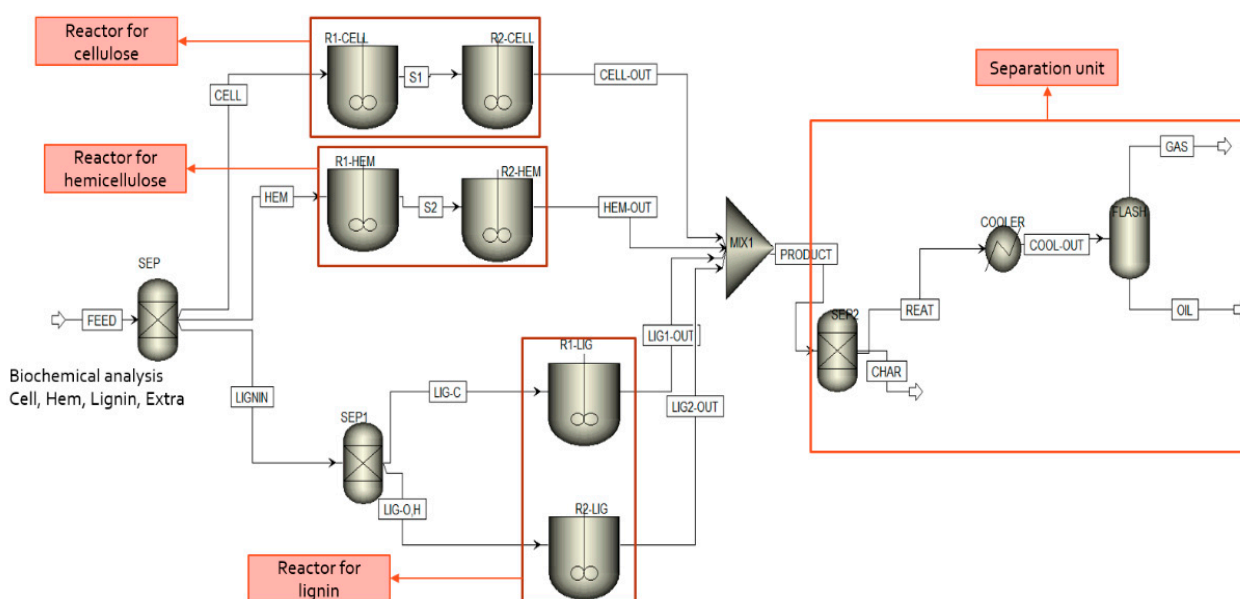 Reactor for
cellulose
R1-CELL
R2-CELL
S1
CELL-OUT
CELL
Separation unit
GAS
Reactor for
hemicellulose
R1-HEM
R2-HEM
HEM
S2
HEM-OUT
FLASH
COOLER
COOL-OUT
MIX1
PRODUCT
SEP
FEED
REAT
OIL
SEP2
CHAR
LIG1-OUT
R1-LIG
Biochemical analysis
Cell, Hem, Lignin, Extra
LIGNIN
LIG-C
LIG2-OUT
SEP1
LIG-O,H
R2-LIG
Reactor for
lignin